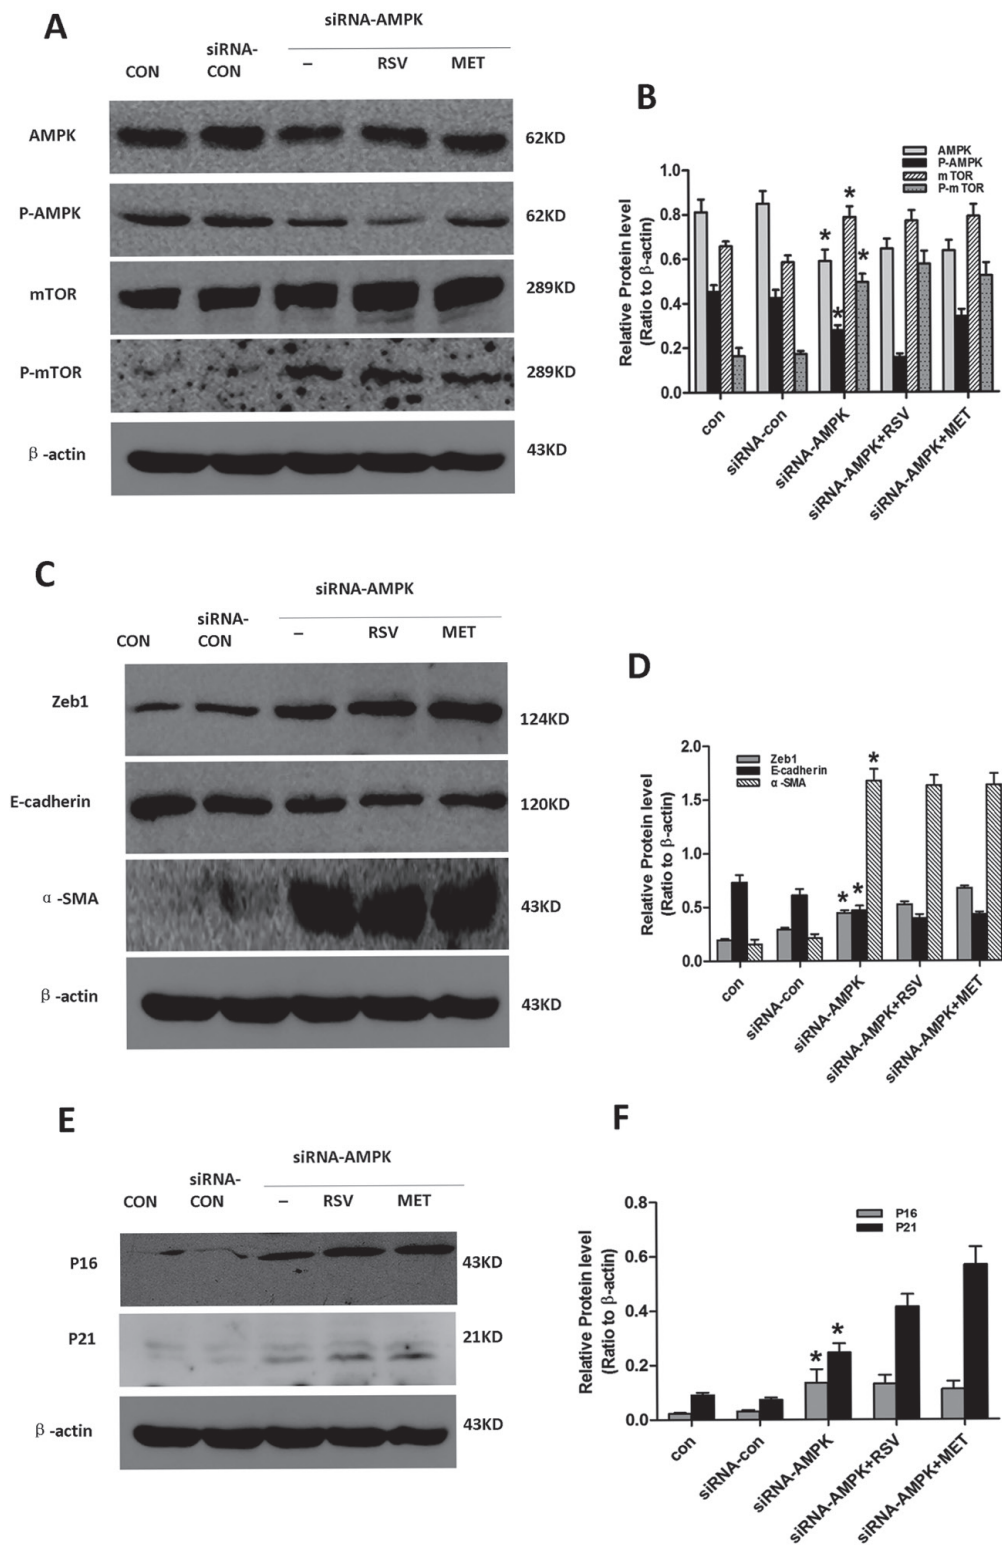 A
siRNA-AMPK
CON
siRNA-
CON
– RSV MET
AMPK 62KD
P-AMPK 62KD
mTOR 289KD
P-mTOR 289KD
β-actin 43KD
B
AMPK
P-AMPK
mTOR
P-mTOR
Relative Protein level
(Ratio to β-actin)
1.0
0.8
0.6
0.4
0.2
0.0
* * * *
con
siRNA-con
siRNA-AMPK
siRNA-AMPK+RSV
siRNA-AMPK+MET
C
siRNA-AMPK
CON
siRNA-
CON
– RSV MET
Zeb1 124KD
E-cadherin 120KD
α-SMA 43KD
β-actin 43KD
D
Zeb1
E-cadherin
α-SMA
Relative Protein level
(Ratio to β-actin)
2.0
1.5
1.0
0.5
0.0
* * *
con
siRNA-con
siRNA-AMPK
siRNA-AMPK+RSV
siRNA-AMPK+MET
E
siRNA-AMPK
CON
siRNA-
CON
– RSV MET
P16 43KD
P21 21KD
β-actin 43KD
F
P16
P21
Relative Protein level
(Ratio to β-actin)
0.8
0.6
0.4
0.2
0.0
* *
con
siRNA-con
siRNA-AMPK
siRNA-AMPK+RSV
siRNA-AMPK+MET